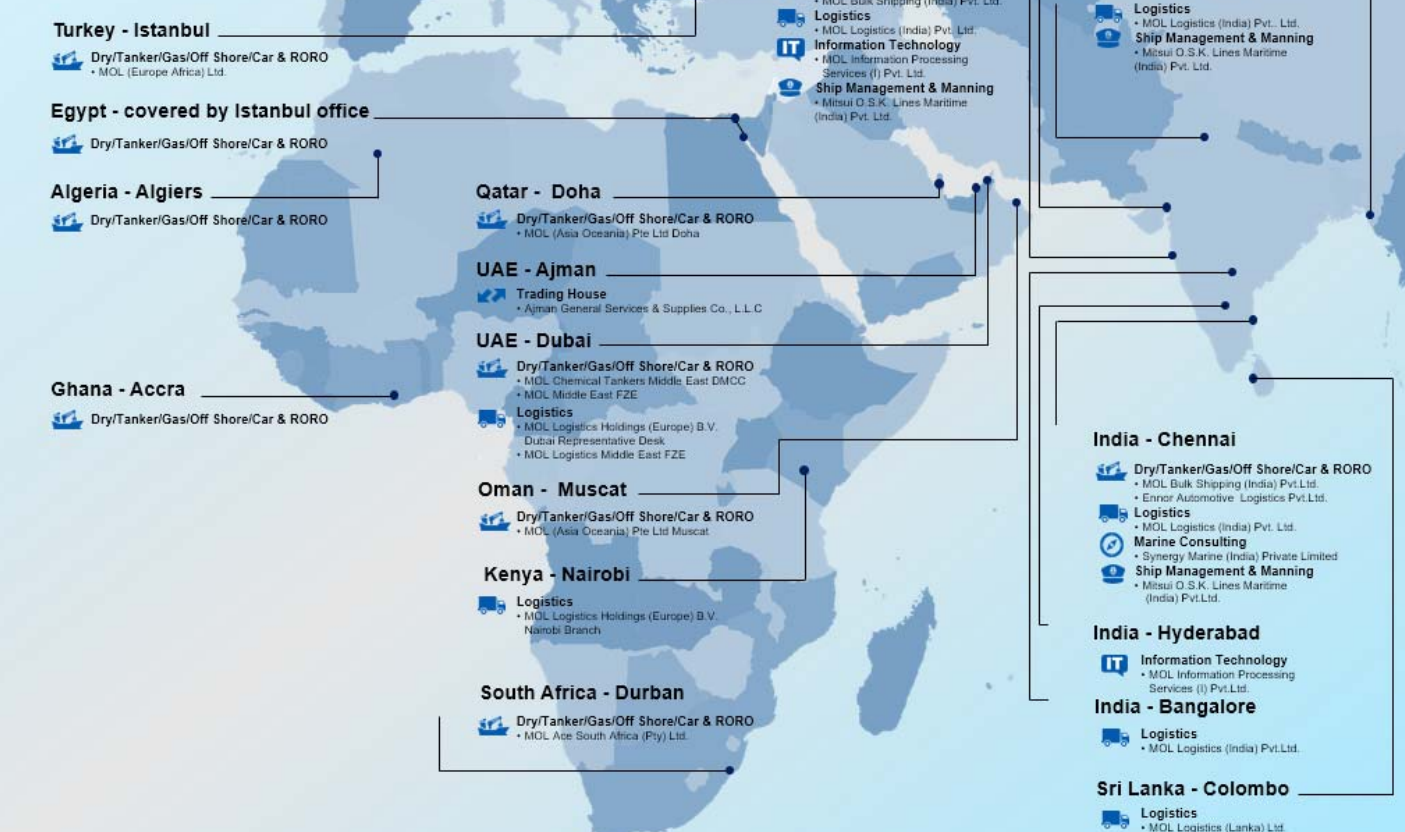 Turkey - Istanbul
Dry/Tanker/Gas/Off Shore/Car & RORO
• MOL (Europe Africa) Ltd.
Egypt - covered by Istanbul office
Dry/Tanker/Gas/Off Shore/Car & RORO
Algeria - Algiers
Dry/Tanker/Gas/Off Shore/Car & RORO
Ghana - Accra
Dry/Tanker/Gas/Off Shore/Car & RORO
Qatar - Doha
Dry/Tanker/Gas/Off Shore/Car & RORO
• MOL (Asia Oceania) Pte Ltd Doha
UAE - Ajman
Trading House
• Ajman General Services & Supplies Co., L.L.C
UAE - Dubai
Dry/Tanker/Gas/Off Shore/Car & RORO
• MOL Chemical Tankers Middle East DMCC
• MOL Middle East FZE
Logistics
• MOL Logistics Holdings (Europe) B.V.
Dubai Representative Desk
• MOL Logistics Middle East FZE
Oman - Muscat
Dry/Tanker/Gas/Off Shore/Car & RORO
• MOL (Asia Oceania) Pte Ltd Muscat
Kenya - Nairobi
Logistics
• MOL Logistics Holdings (Europe) B.V.
Nairobi Branch
South Africa - Durban
Dry/Tanker/Gas/Off Shore/Car & RORO
• MOL Ace South Africa (Pty) Ltd.
• MOL Bulk Shipping (India) Pvt. Ltd.
Logistics
• MOL Logistics (India) Pvt. Ltd.
IT Information Technology
• MOL Information Processing
Services (I) Pvt. Ltd.
Ship Management & Manning
• Mitsui O.S.K. Lines Maritime
(India) Pvt. Ltd.
Logistics
• MOL Logistics (India) Pvt.. Ltd.
Ship Management & Manning
• Mitsui O.S.K. Lines Maritime
(India) Pvt. Ltd.
India - Chennai
Dry/Tanker/Gas/Off Shore/Car & RORO
• MOL Bulk Shipping (India) Pvt.Ltd.
• Ennor Automotive Logistics Pvt.Ltd.
Logistics
• MOL Logistics (India) Pvt. Ltd.
Marine Consulting
• Synergy Marine (India) Private Limited
Ship Management & Manning
• Mitsui O.S.K. Lines Maritime
(India) Pvt.Ltd.
India - Hyderabad
IT Information Technology
• MOL Information Processing
Services (I) Pvt.Ltd.
India - Bangalore
Logistics
• MOL Logistics (India) Pvt.Ltd.
Sri Lanka - Colombo
Logistics
• MOL Logistics (Lanka) Ltd.